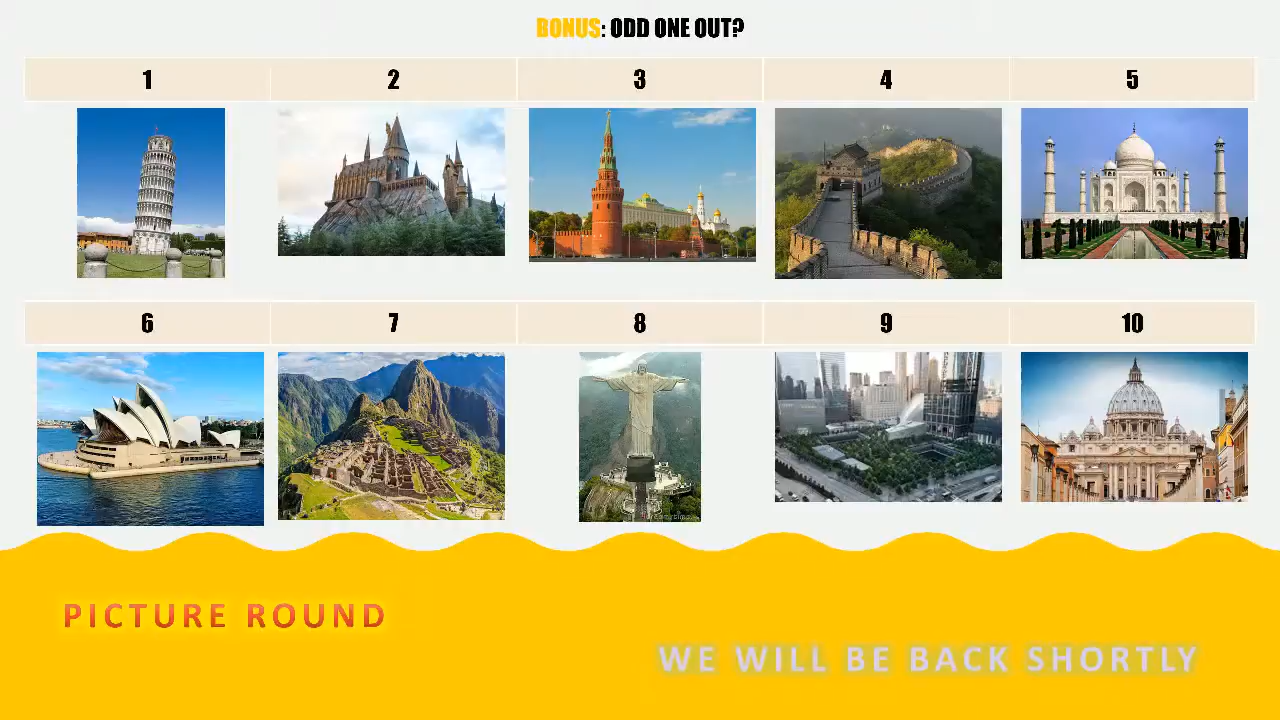 BONUS: ODD ONE OUT?
1 2 3 4 5
6 7 8 9 10
PICTURE ROUND
WE WILL BE BACK SHORTLY